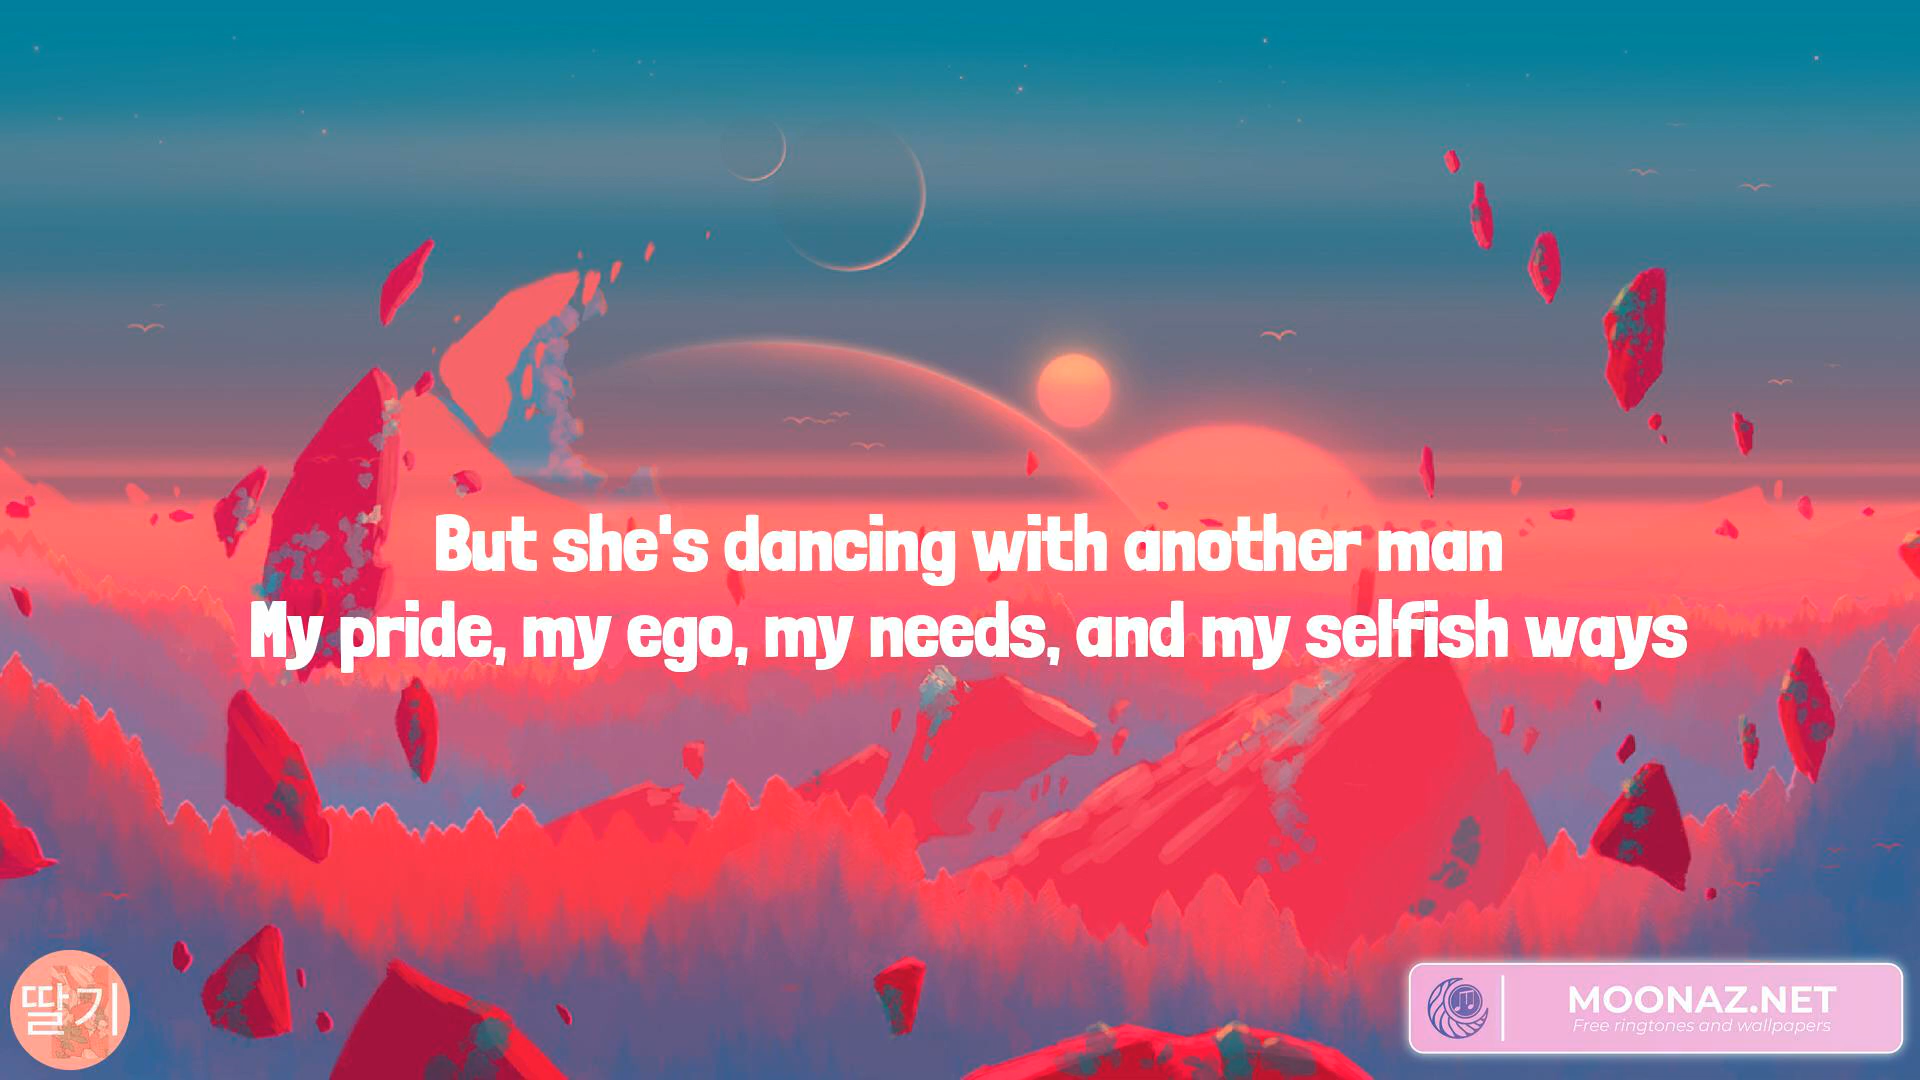 But she's dancing with another man
My pride, my ego, my needs, and my selfish ways
딸기
MOONAZ.NET
Free ringtones and wallpapers